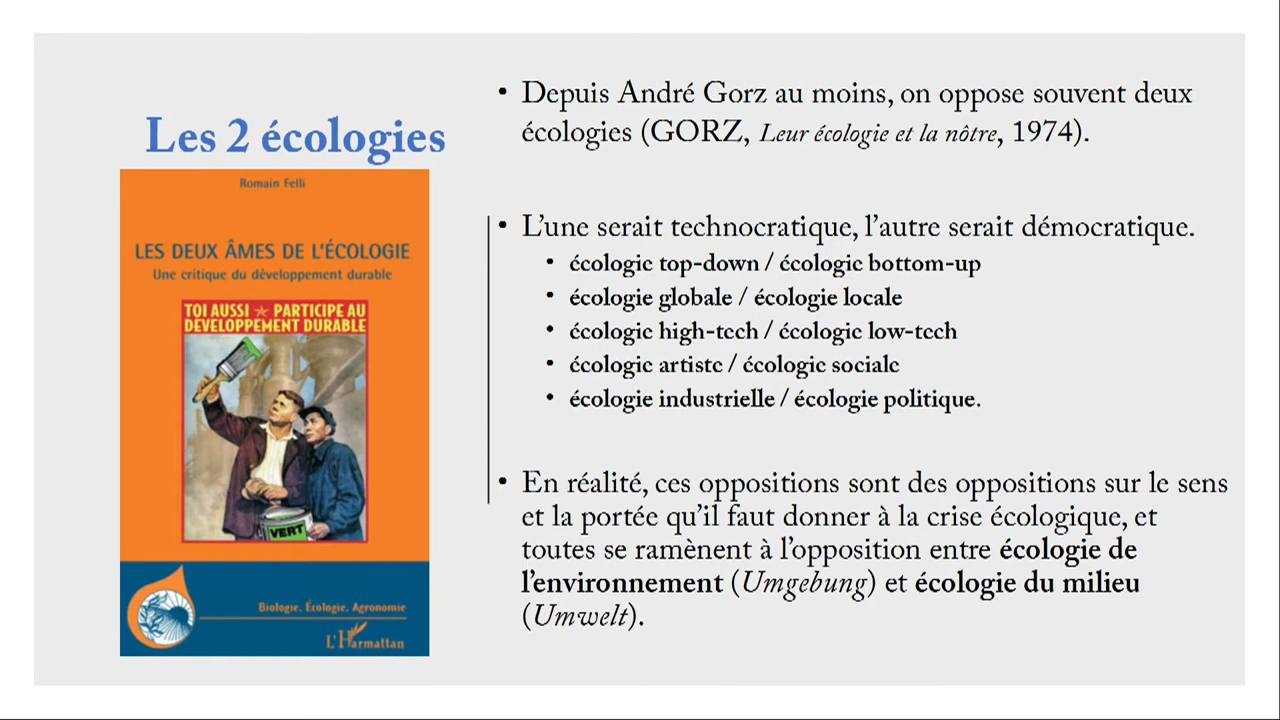 Les 2 écologies
Romain Felli
LES DEUX ÂMES DE L'ÉCOLOGIE
Une critique du développement durable
TOI AUSSI ★ PARTICIPE AU
DÉVELOPPEMENT DURABLE
VERT
Biologie. Écologie. Agronomie
L'Harmattan
• Depuis André Gorz au moins, on oppose souvent deux
écologies (GORZ, Leur écologie et la nôtre, 1974).
• L'une serait technocratique, l'autre serait démocratique.
• écologie top-down / écologie bottom-up
• écologie globale / écologie locale
• écologie high-tech / écologie low-tech
• écologie artiste / écologie sociale
• écologie industrielle / écologie politique.
• En réalité, ces oppositions sont des oppositions sur le sens
et la portée qu'il faut donner à la crise écologique, et
toutes se ramènent à l'opposition entre écologie de
l'environnement (Umgebung) et écologie du milieu
(Umwelt).